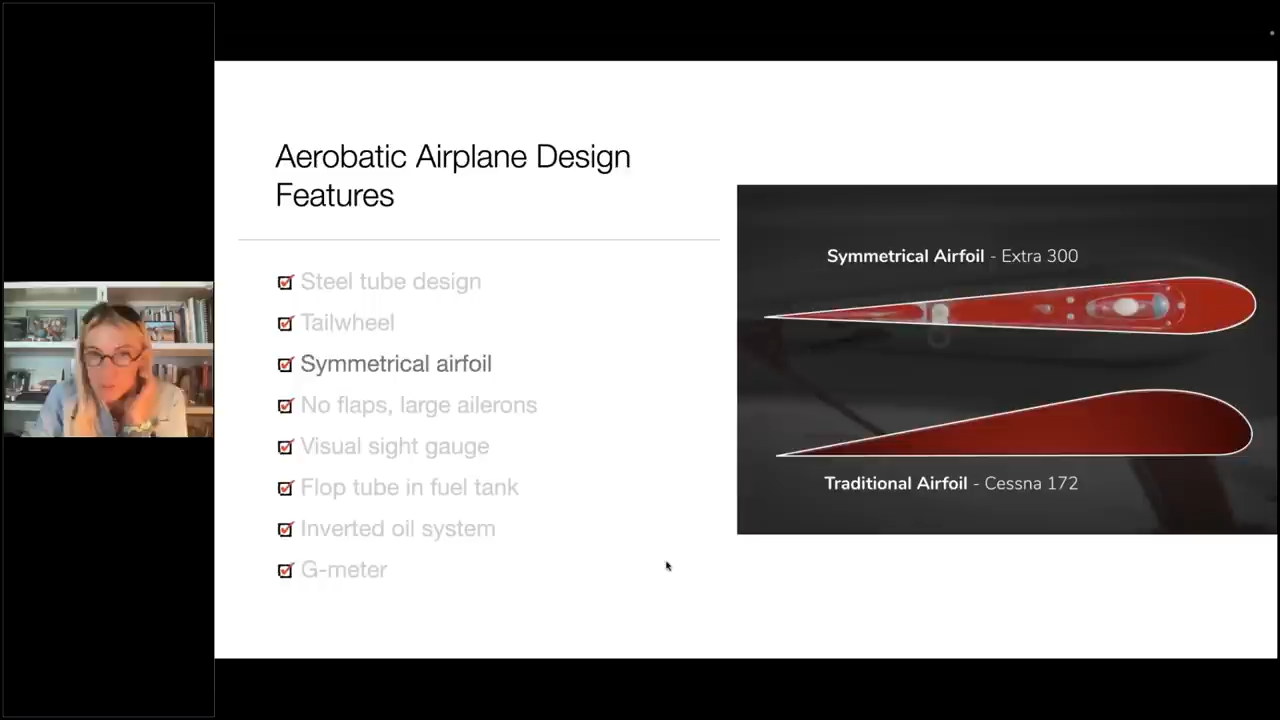 Aerobatic Airplane Design
Features
Steel tube design
Tailwheel
Symmetrical airfoil
No flaps, large ailerons
Visual sight gauge
Flop tube in fuel tank
Inverted oil system
G-meter
Symmetrical Airfoil - Extra 300
Traditional Airfoil - Cessna 172